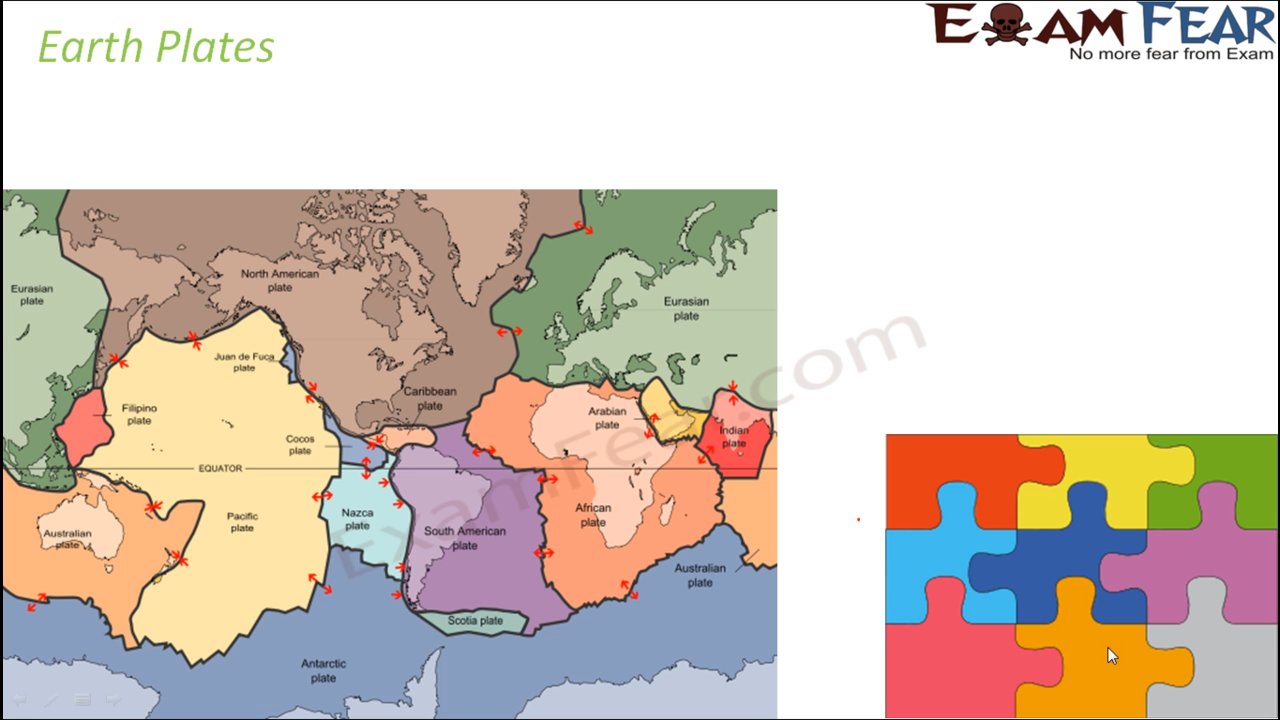 Earth Plates
EXAM FEAR
No more fear from Exam
North American
plate
Eurasian
plate
Eurasian
plate
Juan de Fuca
plate
Caribbean
plate
Filipino
plate
Arabian
plate
Indian
plate
Cocos
plate
EQUATOR
Pacific
plate
Nazca
plate
South American
plate
African
plate
Australian
plate
Australian
plate
Scotia plate
Antarctic
plate
ExamFear.com